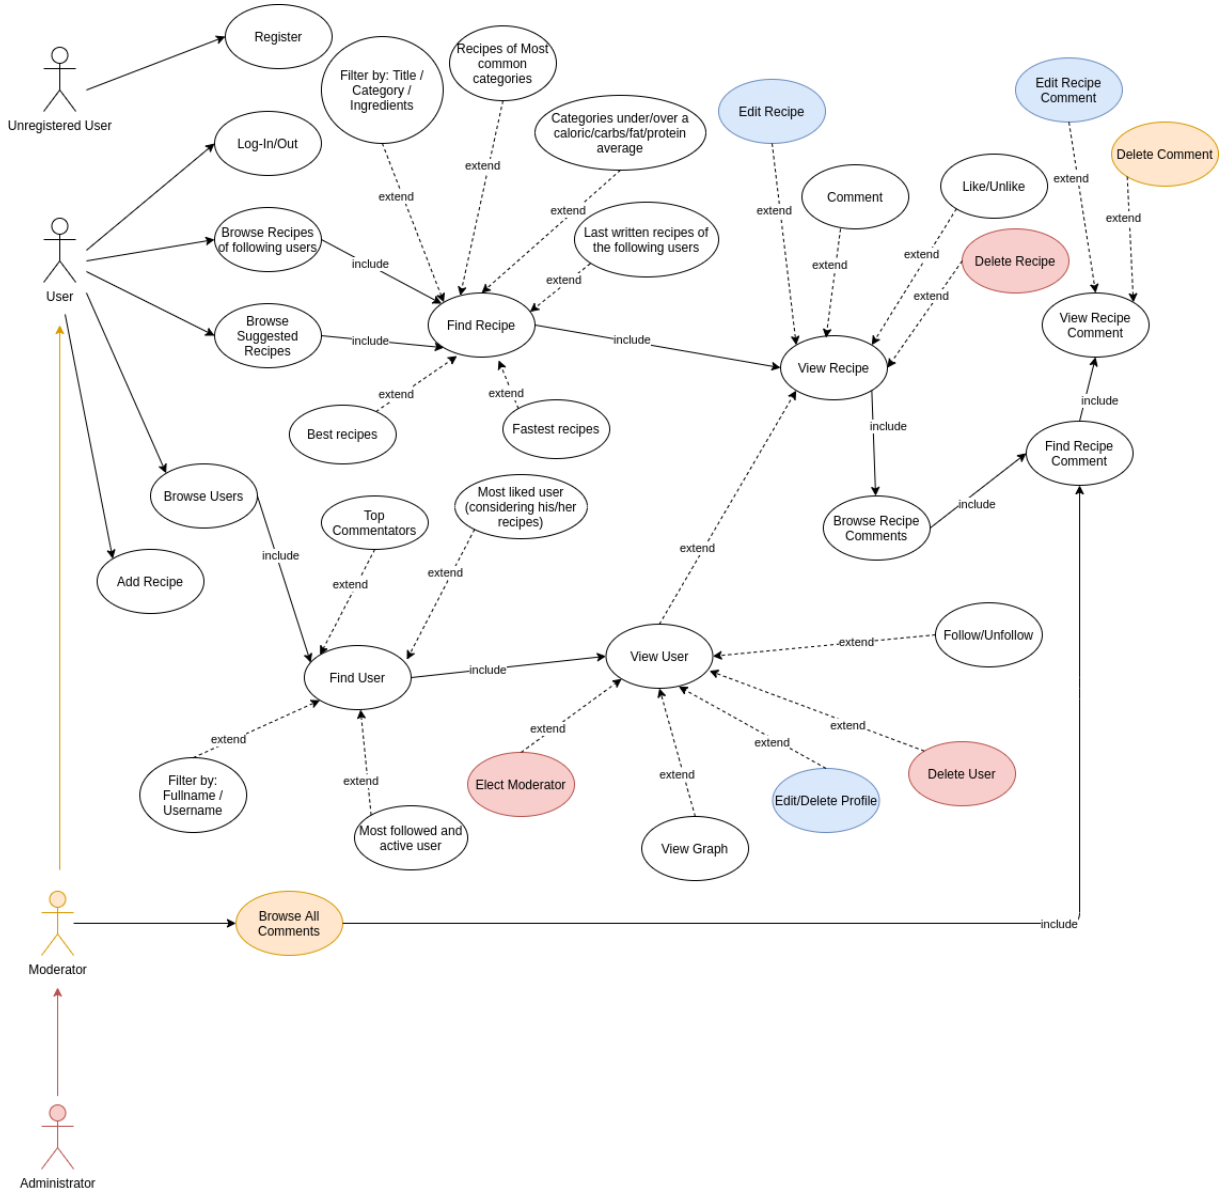 Register
Unregistered User
Filter by: Title /
Category /
Ingredients
Recipes of Most
common
categories
Categories under/over a
caloric/carbs/fat/protein
average
Edit Recipe
Edit Recipe
Comment
Delete Comment
Log-In/Out
extend
extend
extend
extend
extend
extend
Comment
Like/Unlike
User
Browse Recipes
of following users
include
Last written recipes of
the following users
extend
extend
extend
extend
Delete Recipe
Browse
Suggested
Recipes
include
Find Recipe
include
View Recipe
View Recipe
Comment
extend
extend
Best recipes
Fastest recipes
include
include
Find Recipe
Comment
Browse Users
Top
Commentators
Most liked user
(considering his/her
recipes)
Browse Recipe
Comments
include
include
extend
extend
extend
Add Recipe
Find User
include
View User
extend
Follow/Unfollow
extend
extend
extend
extend
Filter by:
Fullname /
Username
extend
Most followed and
active user
Elect Moderator
extend
View Graph
Edit/Delete Profile
Delete User
Moderator
Browse All
Comments
include
Administrator